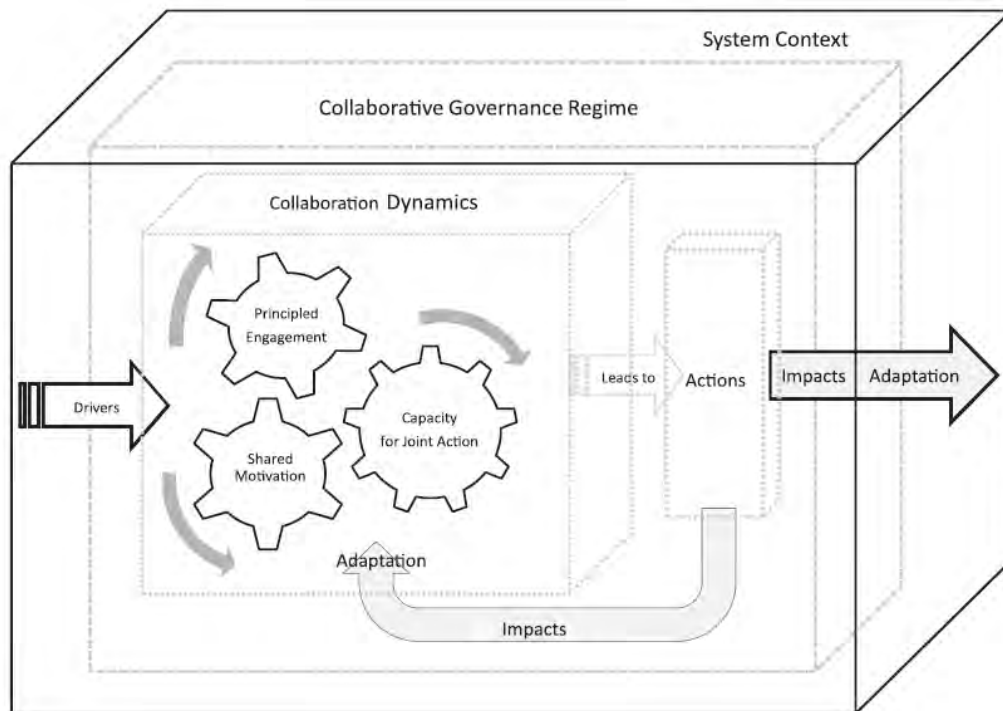 System Context
Collaborative Governance Regime
Collaboration Dynamics
Principled
Engagement
Capacity
for Joint Action
Shared
Motivation
Drivers
Leads to
Actions
Impacts
Adaptation
Adaptation
Impacts